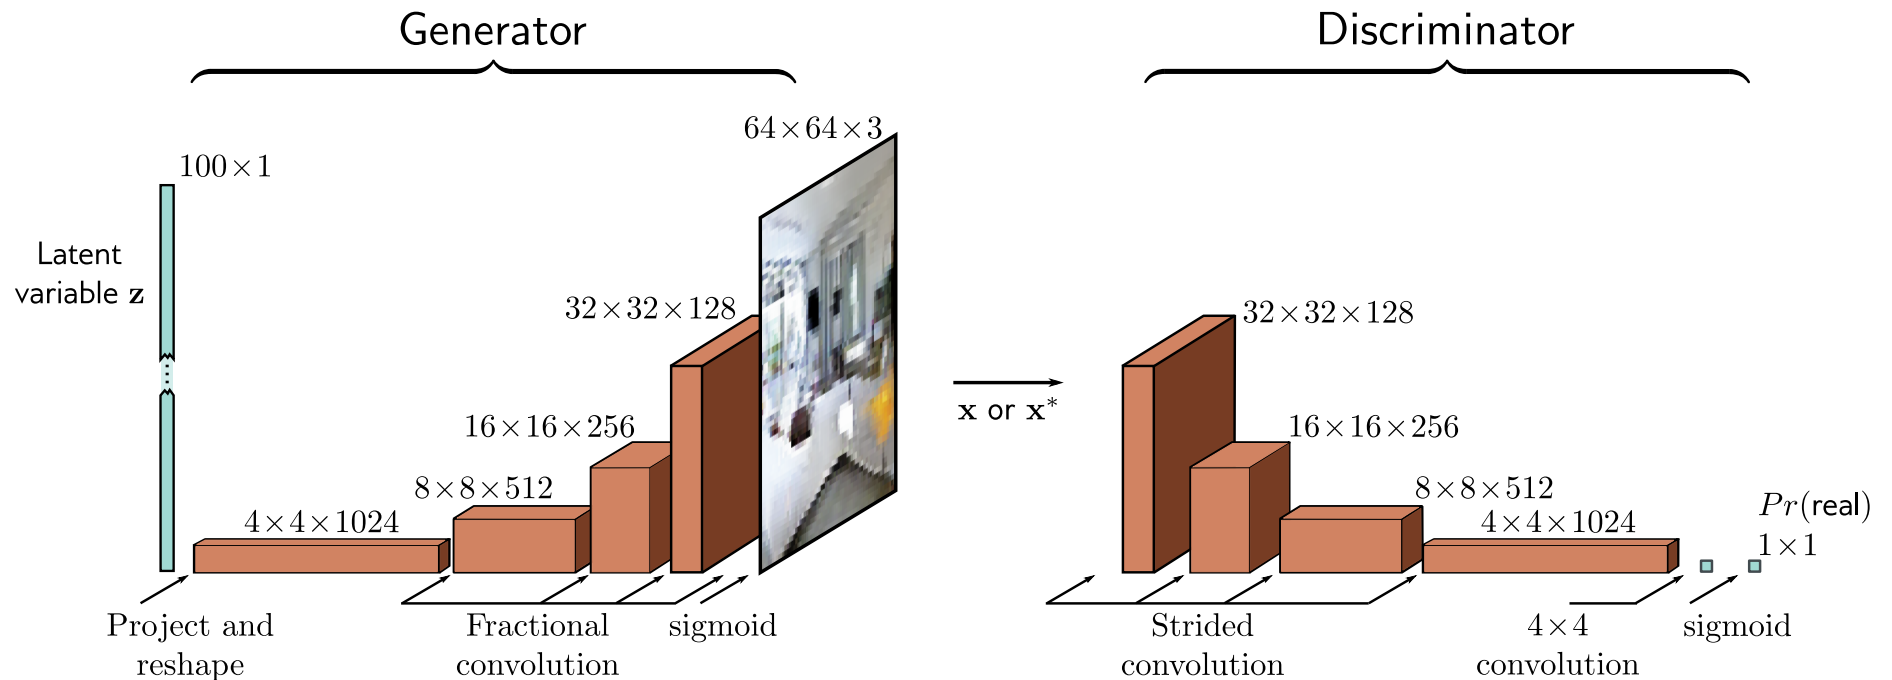 Generator
Discriminator
64×64×3
100×1
Latent
variable z
32×32×128
32×32×128
x or x*
16×16×256
16×16×256
8×8×512
8×8×512
4×4×1024
4×4×1024
Pr(real)
1×1
Project and
reshape
Fractional
convolution
sigmoid
Strided
convolution
4×4
convolution
sigmoid